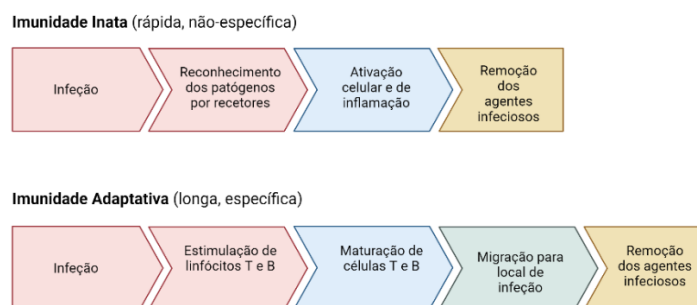 Imunidade Inata (rápida, não-específica)
Infeção
Reconhecimento
dos patógenos
por recetores
Ativação
celular e de
inflamação
Remoção
dos
agentes
infeciosos
Imunidade Adaptativa (longa, específica)
Infeção
Estimulação de
linfócitos T e B
Maturação de
células T e B
Migração para
local de
infeção
Remoção
dos agentes
infeciosos